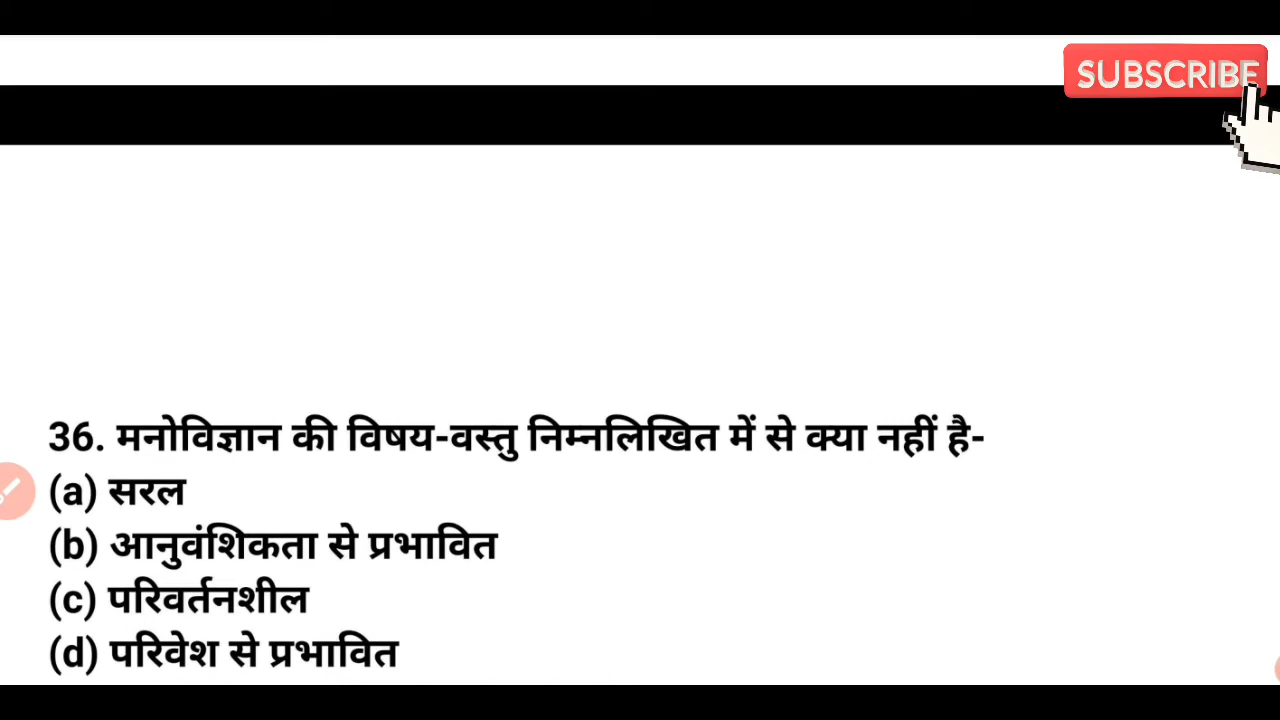 SUBSCRIBE
36. मनोविज्ञान की विषय-वस्तु निम्नलिखित में से क्या नहीं है-
(a) सरल
(b) आनुवंशिकता से प्रभावित
(c) परिवर्तनशील
(d) परिवेश से प्रभावित